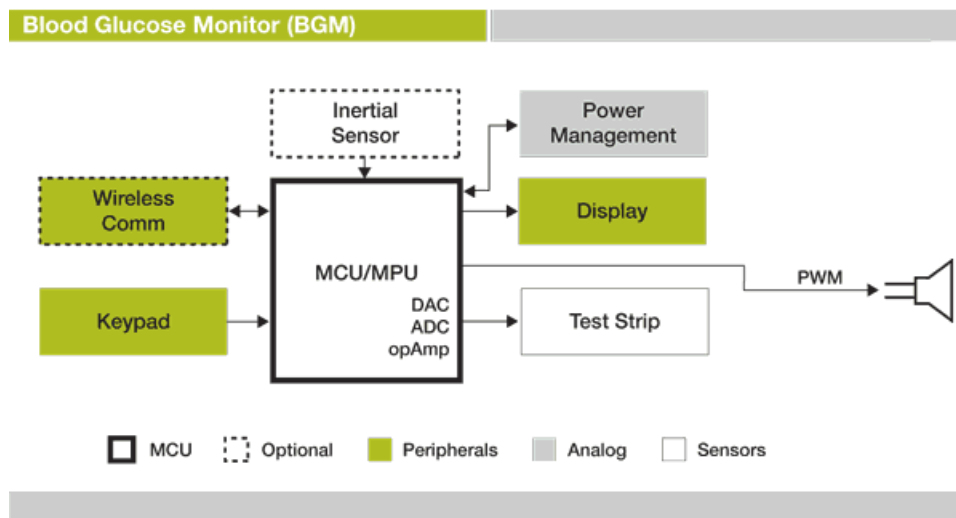 Blood Glucose Monitor (BGM)
Inertial
Sensor
Power
Management
Wireless
Comm
Display
MCU/MPU
PWM
DAC
ADC
opAmp
Keypad
Test Strip
MCU
Optional
Peripherals
Analog
Sensors